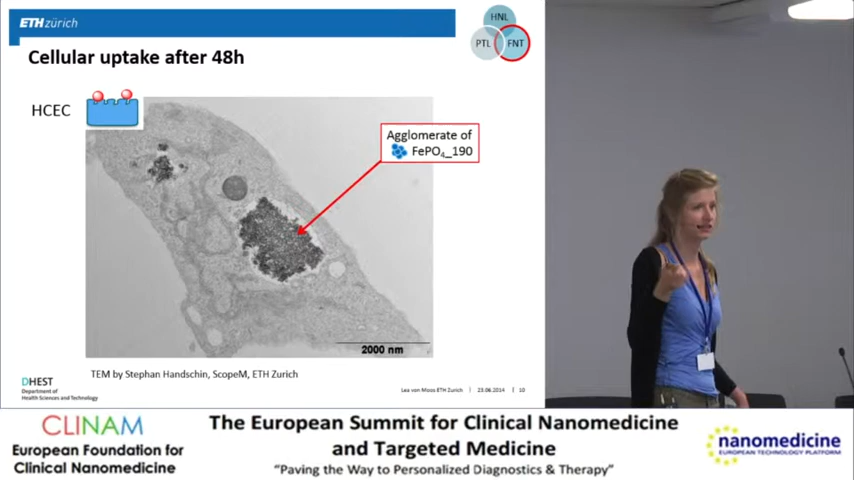 ETH zürich
HNL
PTL
FNT
Cellular uptake after 48h
HCEC
Agglomerate of
FePO₄_190
2000 nm
TEM by Stephan Handschin, ScopeM, ETH Zurich
DHEST
Department of
Health Sciences and Technology
Lea von Moos ETH Zurich | 23.06.2014 | 10
CLINAM
European Foundation for
Clinical Nanomedicine
The European Summit for Clinical Nanomedicine
and Targeted Medicine
“Paving the Way to Personalized Diagnostics & Therapy”
nanomedicine
EUROPEAN TECHNOLOGY PLATFORM